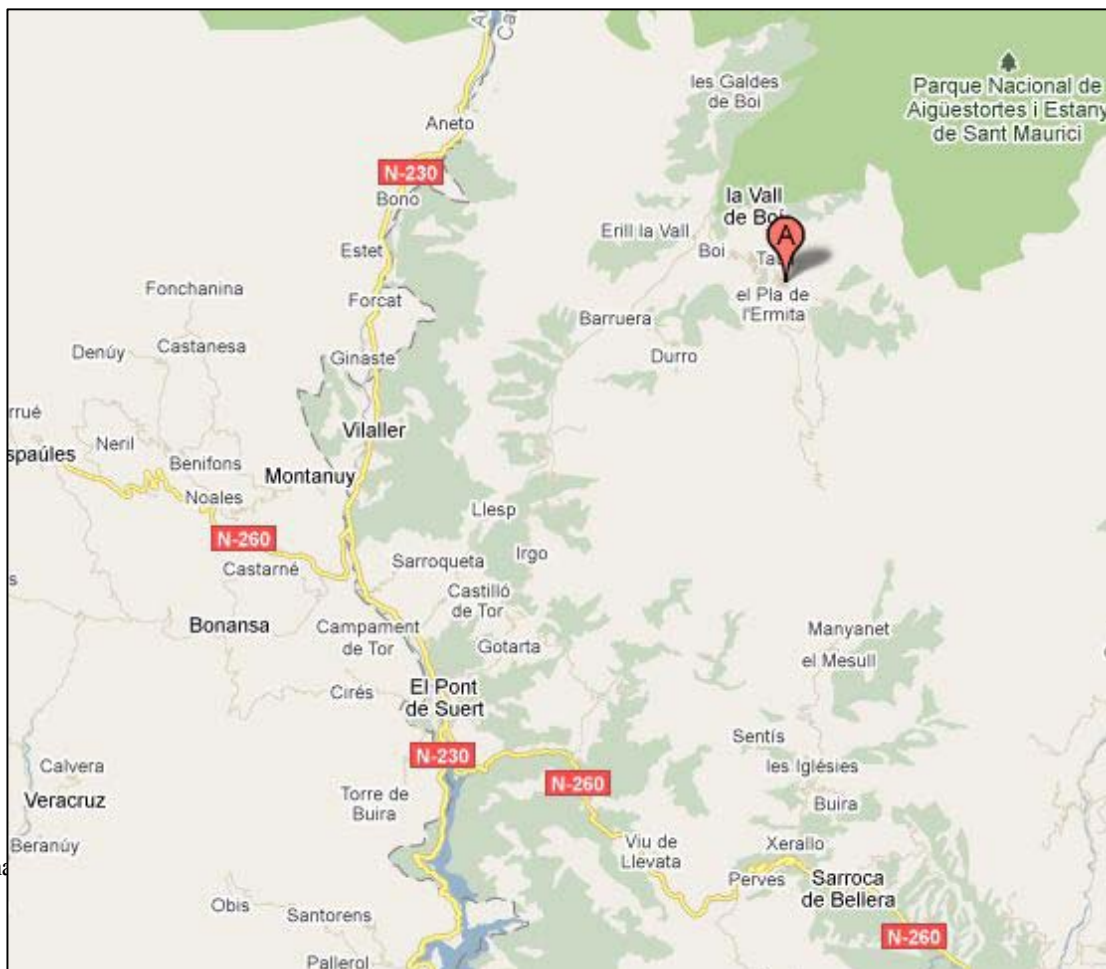 les Galdes
de Boi
Parque Nacional de
Aigüestortes i Estany
de Sant Maurici
Aneto
N-230
Bono
la Vall
de Boí
Erill la Vall
Estet
Boi
A
Fonchanina
Forcat
el Pla de
l'Ermita
Barruera
Denúy
Castanesa
Ginaste
Durro
Vilaller
Neril
Benifons
Montanuy
Noales
Llesp
N-260
Irgo
Castarné
Sarroqueta
Castilló
de Tor
Bonansa
Campament
de Tor
Gotarta
Manyanet
el Mesull
El Pont
de Suert
Cirés
Sentís
N-230
Calvera
les Iglésies
N-260
Torre de
Buira
Veracruz
Buira
Beranúy
Viu de
Llevata
Xerallo
Perves
Sarroca
de Bellera
Obis
Santorens
N-260
Pallerol